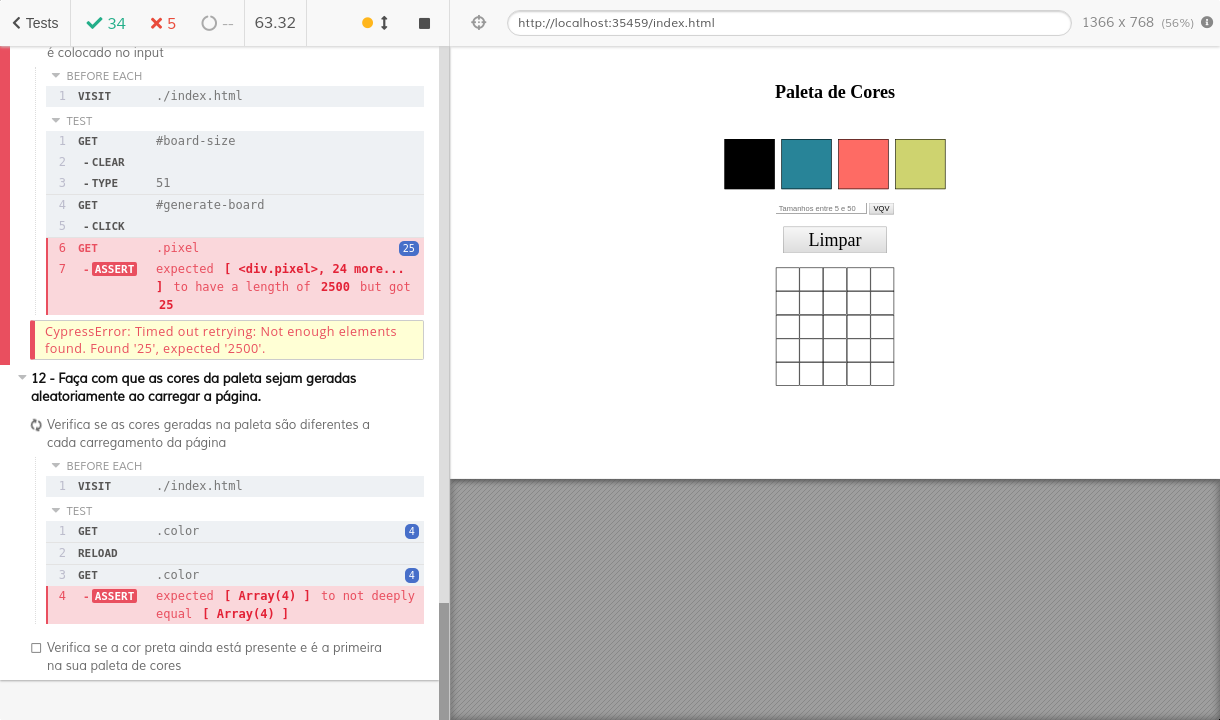 Tests 34 5 -- 63.32
http://localhost:35459/index.html 1366 x 768 (56%)
é colocado no input
BEFORE EACH
1 VISIT ./index.html
TEST
1 GET #board-size
2 - CLEAR
3 - TYPE 51
4 GET #generate-board
5 - CLICK
6 GET .pixel 25
7 - ASSERT expected [ <div.pixel>, 24 more...
] to have a length of 2500 but got
25
CypressError: Timed out retrying: Not enough elements
found. Found '25', expected '2500'.
12 - Faça com que as cores da paleta sejam geradas
aleatoriamente ao carregar a página.
Verifica se as cores geradas na paleta são diferentes a
cada carregamento da página
BEFORE EACH
1 VISIT ./index.html
TEST
1 GET .color 4
2 RELOAD
3 GET .color 4
4 - ASSERT expected [ Array(4) ] to not deeply
equal [ Array(4) ]
Verifica se a cor preta ainda está presente e é a primeira
na sua paleta de cores
Paleta de Cores
Tamanhos entre 5 e 50 VQV
Limpar